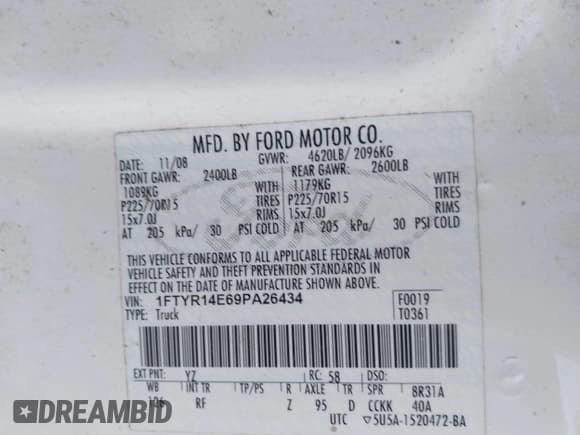 MFD. BY FORD MOTOR CO.
DATE: 11/08 GVWR: 4620LB/ 2096KG
FRONT GAWR: 2400LB REAR GAWR: 2600LB
1089KG WITH 1179KG WITH
P225/70R15 TIRES P225/70R15 TIRES
15x7.0J RIMS 15x7.0J RIMS
AT 205 kPa/ 30 PSI COLD AT 205 kPa/ 30 PSI COLD
THIS VEHICLE CONFORMS TO ALL APPLICABLE FEDERAL MOTOR
VEHICLE SAFETY AND THEFT PREVENTION STANDARDS IN
EFFECT ON THE DATE OF MANUFACTURE SHOWN ABOVE.
VIN: 1FTYR14E69PA26434 F0019
TYPE: Truck T0361
EXT PNT: YZ RC: 58 DSO:
WB INT TR TP/PS R AXLE TR SPR 8R31A
106 RF Z 95 D CCKK 40A
UTC ▽5U5A-1520472-BA
DREAMBID
DREAMBID